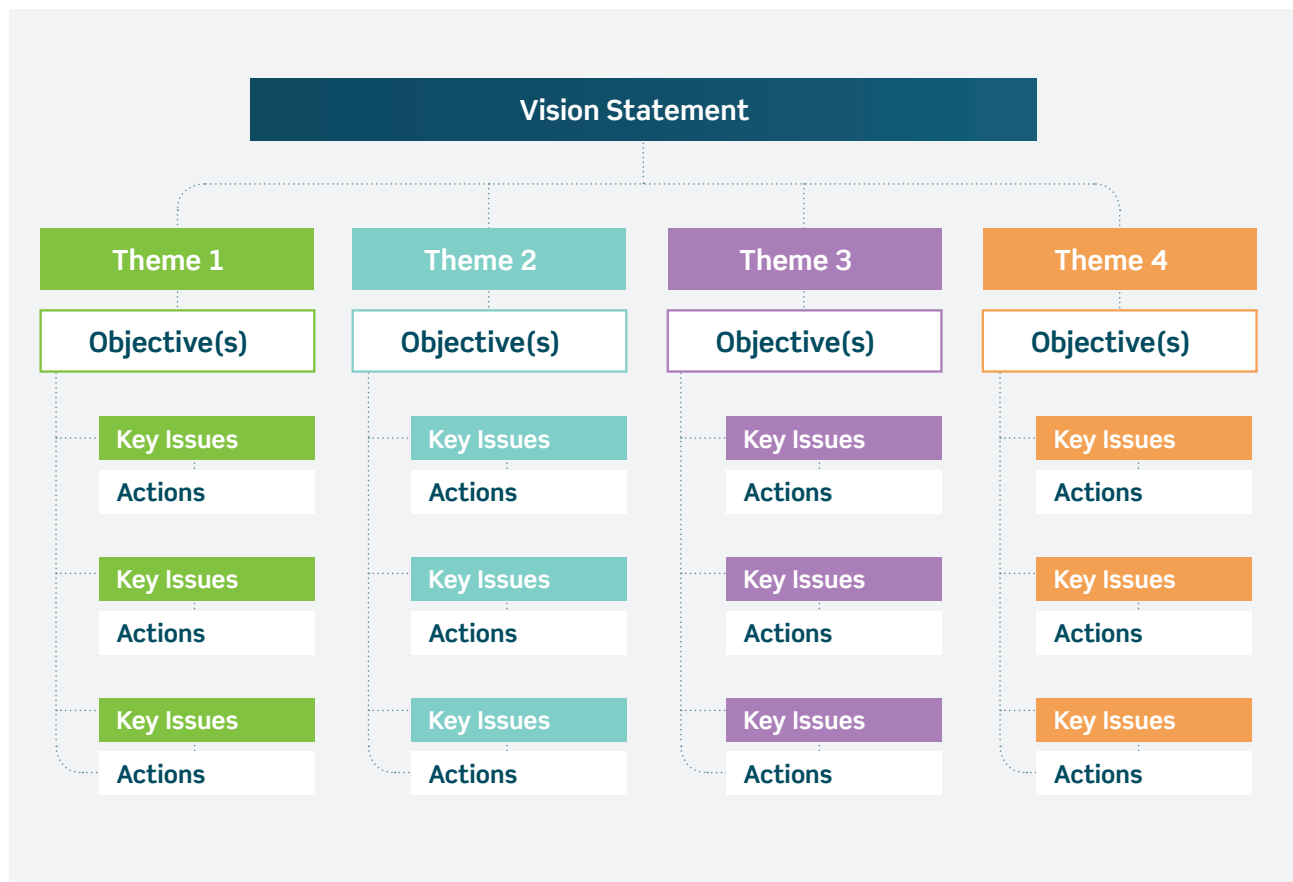 Vision Statement
Theme 1
Theme 2
Theme 3
Theme 4
Objective(s)
Objective(s)
Objective(s)
Objective(s)
Key Issues
Key Issues
Key Issues
Key Issues
Actions
Actions
Actions
Actions
Key Issues
Key Issues
Key Issues
Key Issues
Actions
Actions
Actions
Actions
Key Issues
Key Issues
Key Issues
Key Issues
Actions
Actions
Actions
Actions